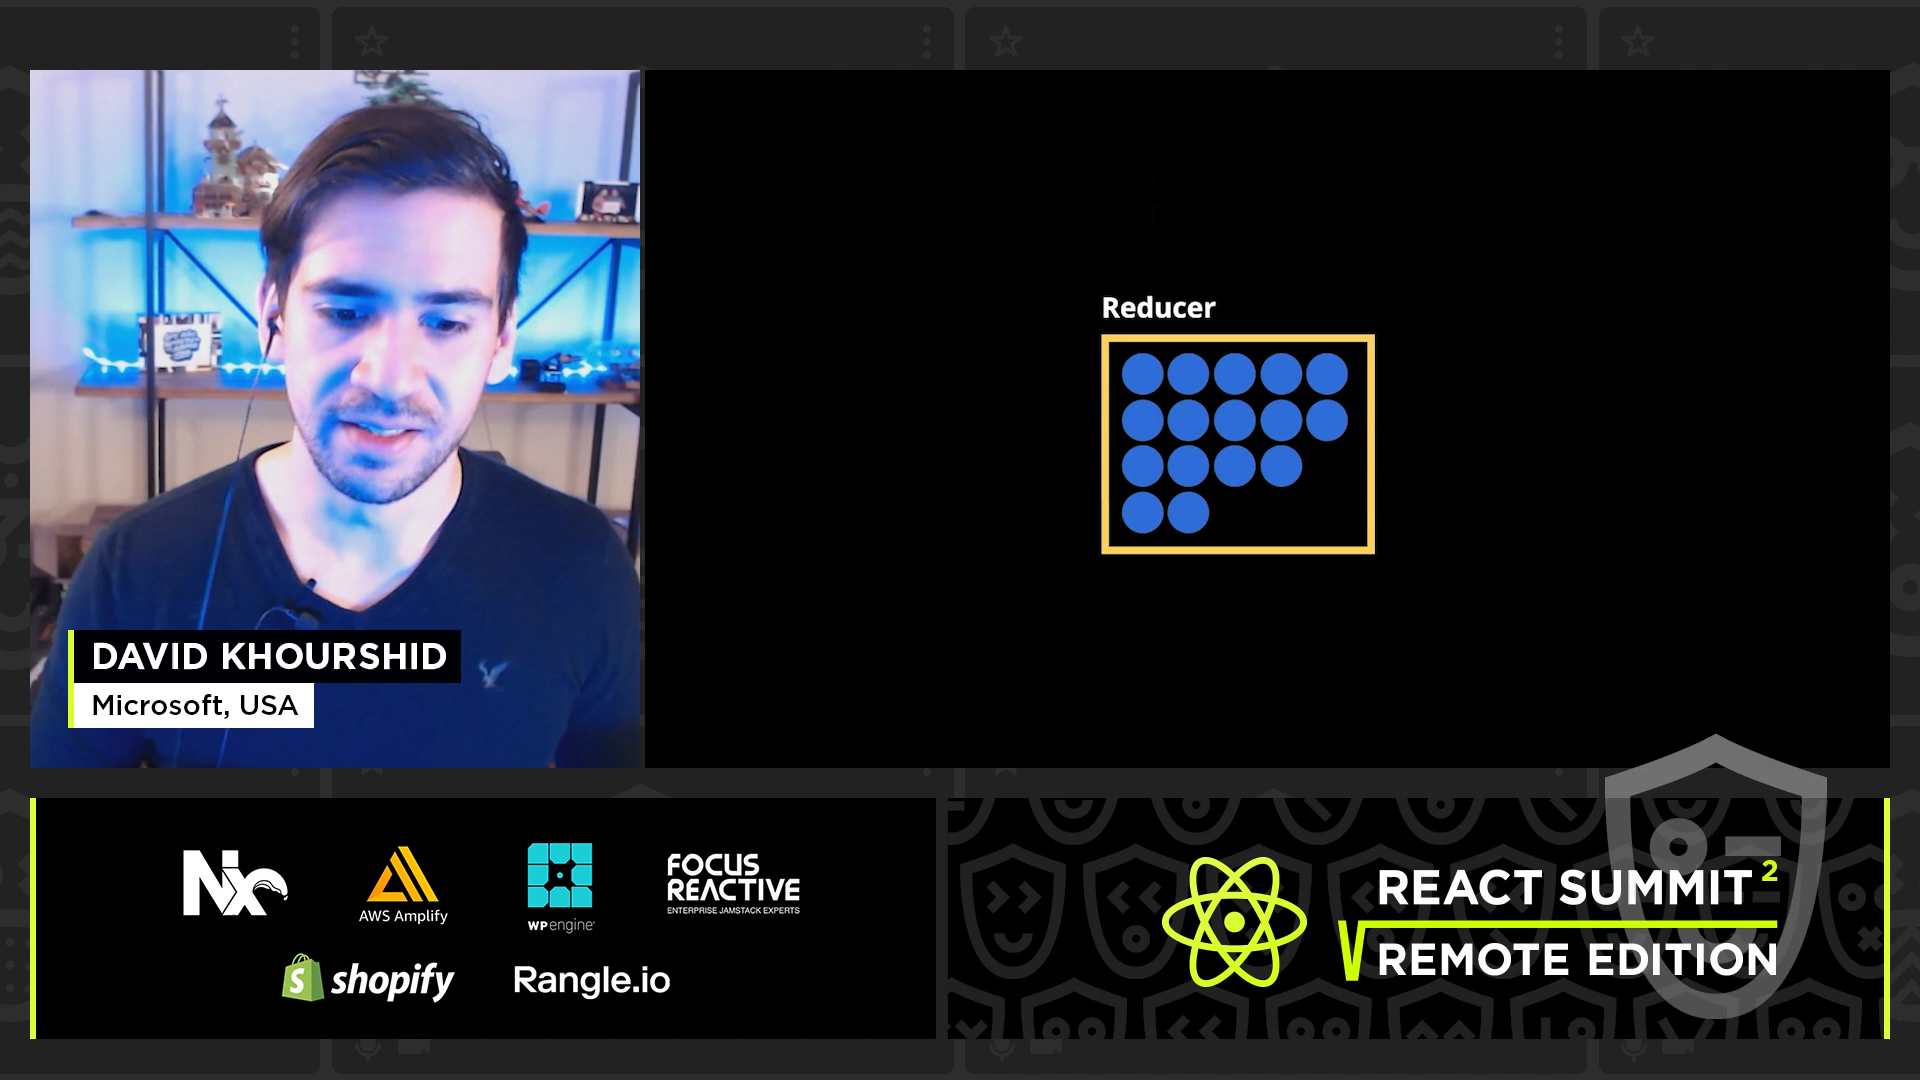 Reducer
DAVID KHOURSHID
Microsoft, USA
Nx
AWS Amplify
WP engine
FOCUS
REACTIVE
ENTERPRISE JAMSTACK EXPERTS
shopify
Rangle.io
REACT SUMMIT 2
REMOTE EDITION